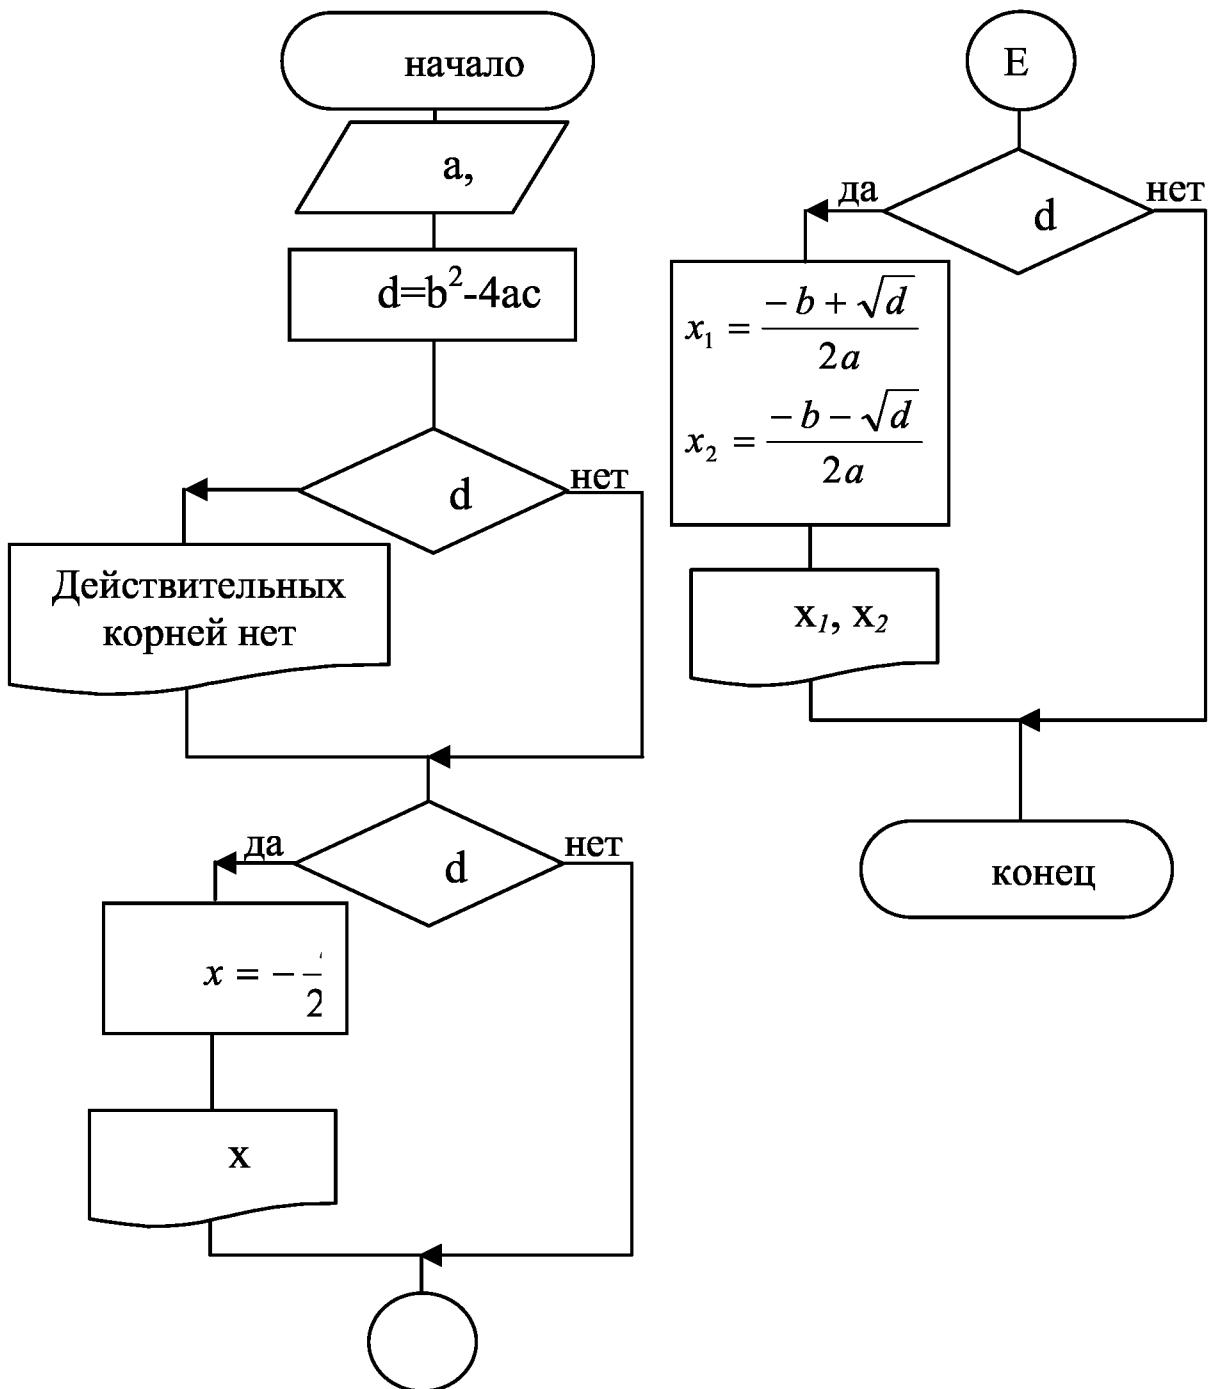 начало
a,
d=b²-4ac
d
нет
Действительных
корней нет
d
да
нет
x = -
2
x
E
d
да
нет
x₁ = (-b + √d) / 2a
x₂ = (-b - √d) / 2a
x₁, x₂
конец